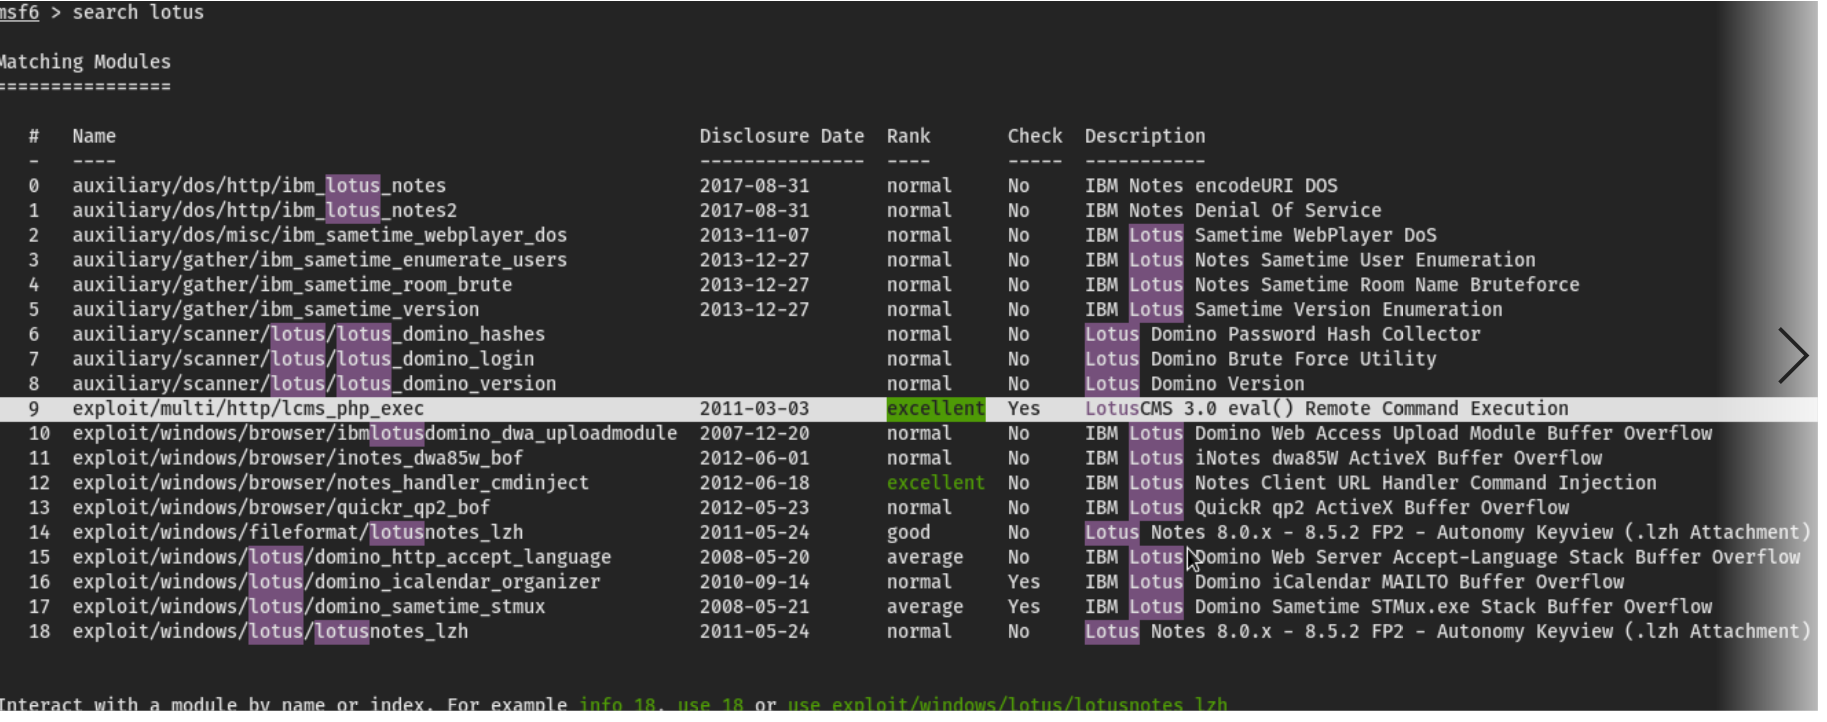 msf6 > search lotus
Matching Modules
================
#   Name   Disclosure Date   Rank   Check   Description
-   ----   ---------------   ----   -----   -----------
0   auxiliary/dos/http/ibm_lotus_notes   2017-08-31   normal   No   IBM Notes encodeURI DOS
1   auxiliary/dos/http/ibm_lotus_notes2   2017-08-31   normal   No   IBM Notes Denial Of Service
2   auxiliary/dos/misc/ibm_sametime_webplayer_dos   2013-11-07   normal   No   IBM Lotus Sametime WebPlayer DoS
3   auxiliary/gather/ibm_sametime_enumerate_users   2013-12-27   normal   No   IBM Lotus Notes Sametime User Enumeration
4   auxiliary/gather/ibm_sametime_room_brute   2013-12-27   normal   No   IBM Lotus Notes Sametime Room Name Bruteforce
5   auxiliary/gather/ibm_sametime_version   2013-12-27   normal   No   IBM Lotus Sametime Version Enumeration
6   auxiliary/scanner/lotus/lotus_domino_hashes   normal   No   Lotus Domino Password Hash Collector
7   auxiliary/scanner/lotus/lotus_domino_login   normal   No   Lotus Domino Brute Force Utility
8   auxiliary/scanner/lotus/lotus_domino_version   normal   No   Lotus Domino Version
9   exploit/multi/http/lcms_php_exec   2011-03-03   excellent   Yes   LotusCMS 3.0 eval() Remote Command Execution
10   exploit/windows/browser/ibmlotusdomino_dwa_uploadmodule   2007-12-20   normal   No   IBM Lotus Domino Web Access Upload Module Buffer Overflow
11   exploit/windows/browser/inotes_dwa85w_bof   2012-06-01   normal   No   IBM Lotus iNotes dwa85W ActiveX Buffer Overflow
12   exploit/windows/browser/notes_handler_cmdinject   2012-06-18   excellent   No   IBM Lotus Notes Client URL Handler Command Injection
13   exploit/windows/browser/quickr_qp2_bof   2012-05-23   normal   No   IBM Lotus QuickR qp2 ActiveX Buffer Overflow
14   exploit/windows/fileformat/lotusnotes_lzh   2011-05-24   good   No   Lotus Notes 8.0.x - 8.5.2 FP2 - Autonomy Keyview (.lzh Attachment)
15   exploit/windows/lotus/domino_http_accept_language   2008-05-20   average   No   IBM Lotus Domino Web Server Accept-Language Stack Buffer Overflow
16   exploit/windows/lotus/domino_icalendar_organizer   2010-09-14   normal   Yes   IBM Lotus Domino iCalendar MAILTO Buffer Overflow
17   exploit/windows/lotus/domino_sametime_stmux   2008-05-21   average   Yes   IBM Lotus Domino Sametime STMux.exe Stack Buffer Overflow
18   exploit/windows/lotus/lotusnotes_lzh   2011-05-24   normal   No   Lotus Notes 8.0.x - 8.5.2 FP2 - Autonomy Keyview (.lzh Attachment)
Interact with a module by name or index. For example info 18, use 18 or use exploit/windows/lotus/lotusnotes_lzh